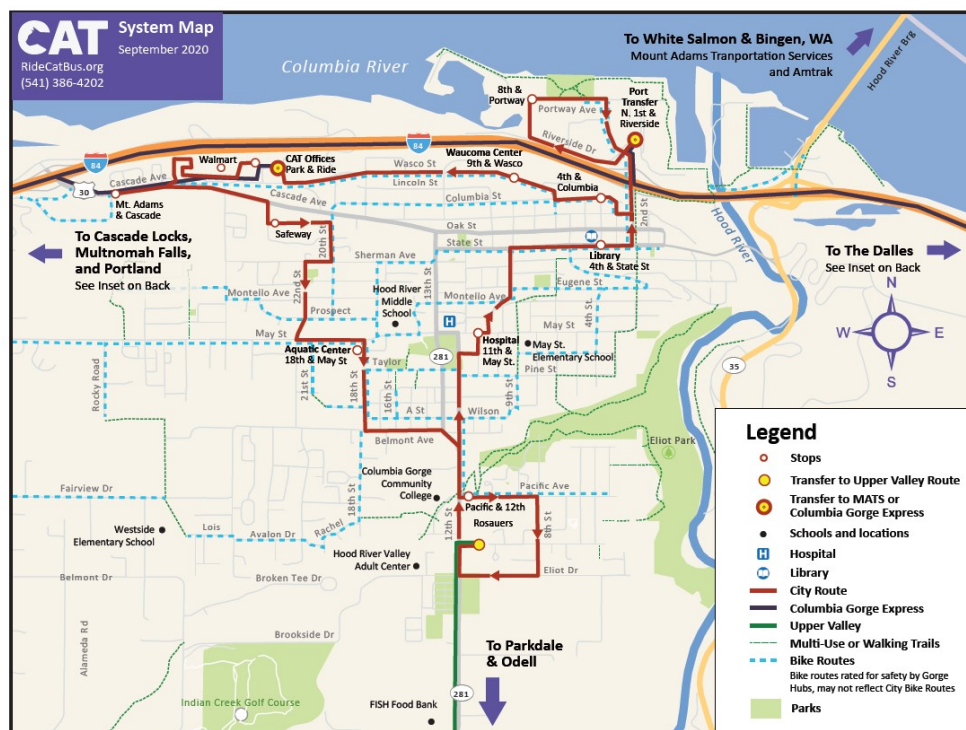 CAT
System Map
September 2020
RideCatBus.org
(541) 386-4202
To White Salmon & Bingen, WA
Mount Adams Tranportation Services
and Amtrak
Hood River Brg
Columbia River
8th &
Portway
Portway Ave
Port
Transfer
N. 1st &
Riverside
Riverside Dr
84
84
Walmart
CAT Offices
Park & Ride
Wasco St
Waucoma Center
9th & Wasco
Lincoln St
4th
& Columbia
Columbia St
Cascade Ave
30
Mt. Adams
& Cascade
Cascade Ave
2nd St
Hood River
Oak St
State St
Safeway
20th St
Library
4th & State St
To Cascade Locks,
Multnomah Falls,
and Portland
See Inset on Back
To The Dalles
See Inset on Back
Sherman Ave
13th St
Eugene St
22nd St
Montello Ave
Hood River
Middle
School
Montello Ave
4th St
Prospect
May St
H
Hospital
11th &
May St.
May St
May St.
Elementary School
Pine St
Aquatic Center
18th & May St
281
Taylor
Rocky Road
21st St
18th St
16th St
9th St
A St
Wilson
Belmont Ave
35
N
W
E
S
Eliot Park
Columbia Gorge
Community
College
Pacific Ave
Fairview Dr
18th St
Pacific & 12th
Rosauers
12th St
8th St
Westside
Elementary School
Lois
Avalon Dr
Rachel
Hood River Valley
Adult Center
Eliot Dr
Belmont Dr
Broken Tee Dr
Alameda Rd
Brookside Dr
To Parkdale
& Odell
281
Indian Creek Golf Course
FISH Food Bank
Legend
Stops
Transfer to Upper Valley Route
Transfer to MATS or
Columbia Gorge Express
Schools and locations
H
Hospital
Library
City Route
Columbia Gorge Express
Upper Valley
Multi-Use or Walking Trails
Bike Routes
Bike routes rated for safety by Gorge
Hubs, may not reflect City Bike Routes
Parks